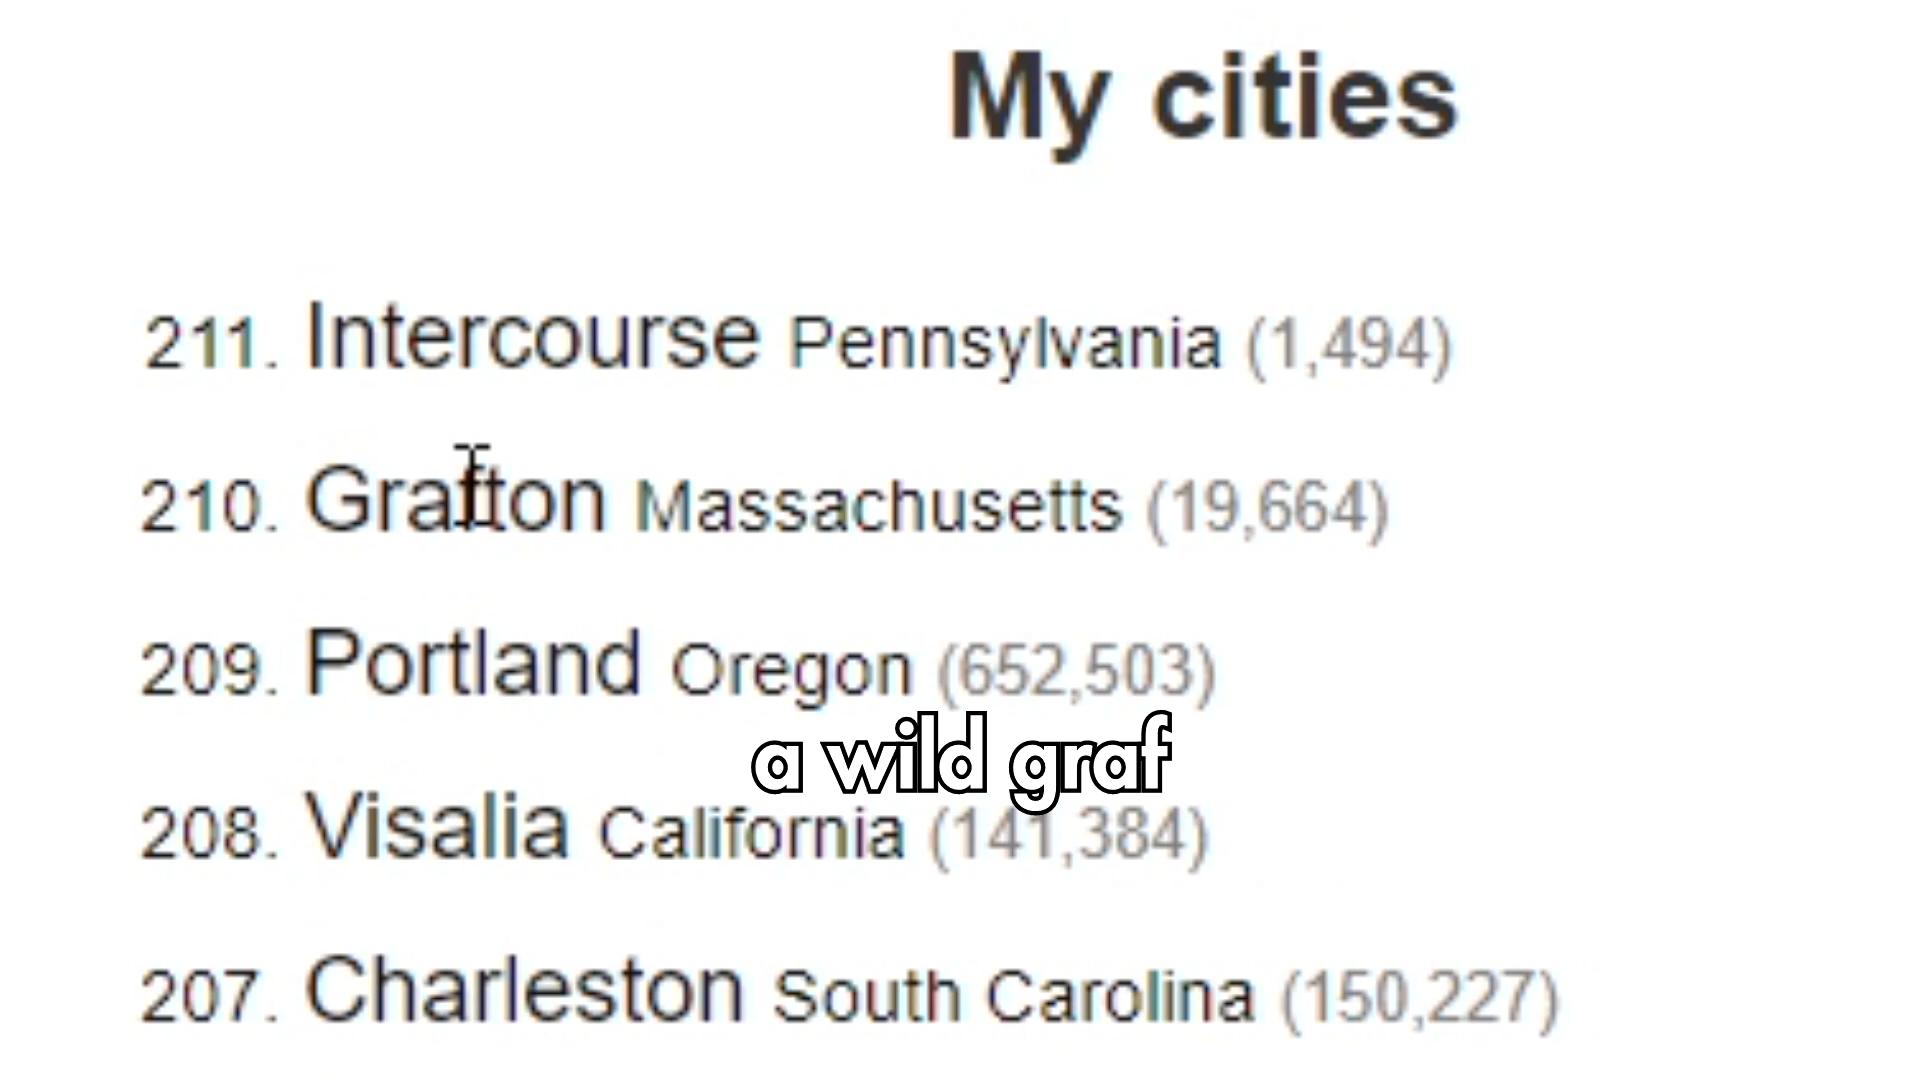 My cities
211. Intercourse Pennsylvania (1,494)
210. Grafton Massachusetts (19,664)
209. Portland Oregon (652,503)
a wild graf
208. Visalia California (141,384)
207. Charleston South Carolina (150,227)